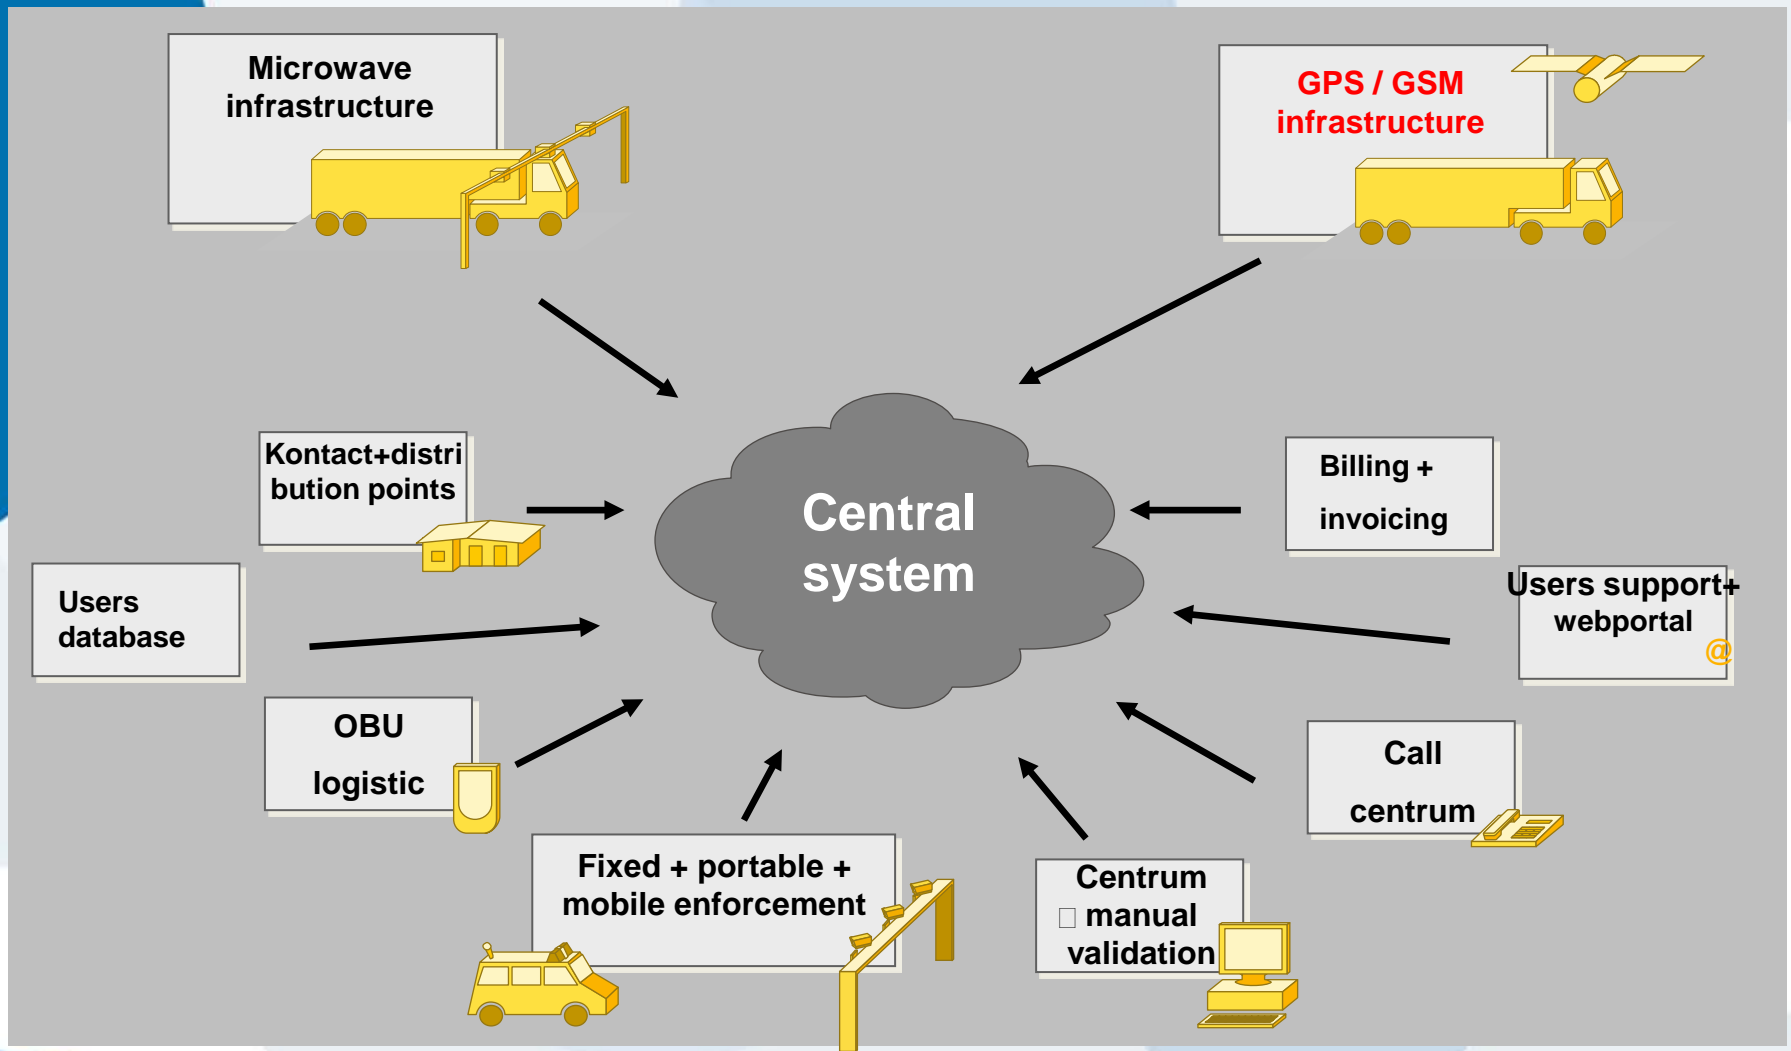 Microwave
infrastructure
GPS / GSM
infrastructure
Kontact+distri
bution points
Central
system
Billing +
invoicing
Users
database
Users support+
webportal
@
OBU
logistic
Call
centrum
Fixed + portable +
mobile enforcement
Centrum
□ manual
validation